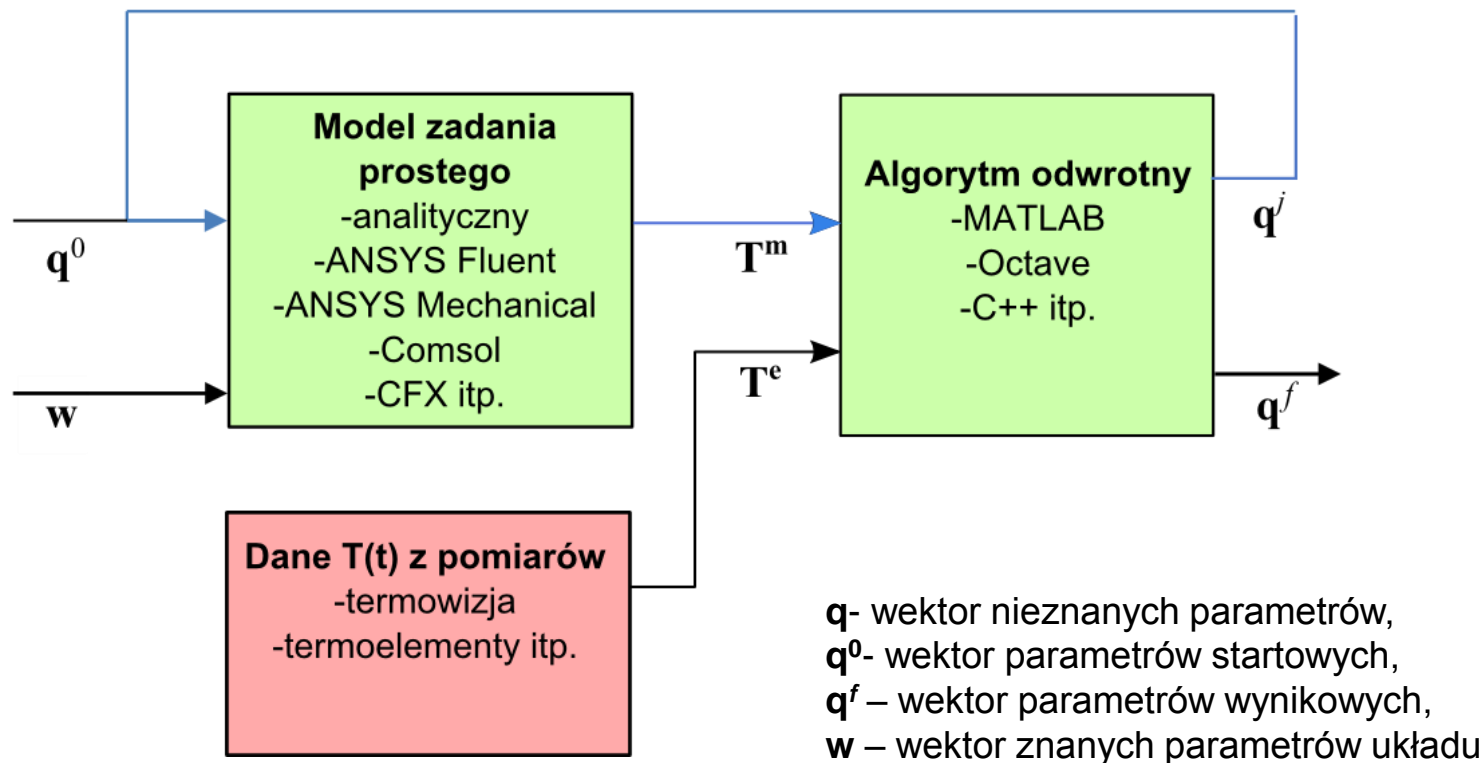 Model zadania
prostego
-analityczny
-ANSYS Fluent
-ANSYS Mechanical
-Comsol
-CFX itp.
q⁰
w
Tᵐ
Tᵉ
Algorytm odwrotny
-MATLAB
-Octave
-C++ itp.
qʲ
qᶠ
Dane T(t) z pomiarów
-termowizja
-termoelementy itp.
q- wektor nieznanych parametrów,
q⁰- wektor parametrów startowych,
qᶠ – wektor parametrów wynikowych,
w – wektor znanych parametrów układu